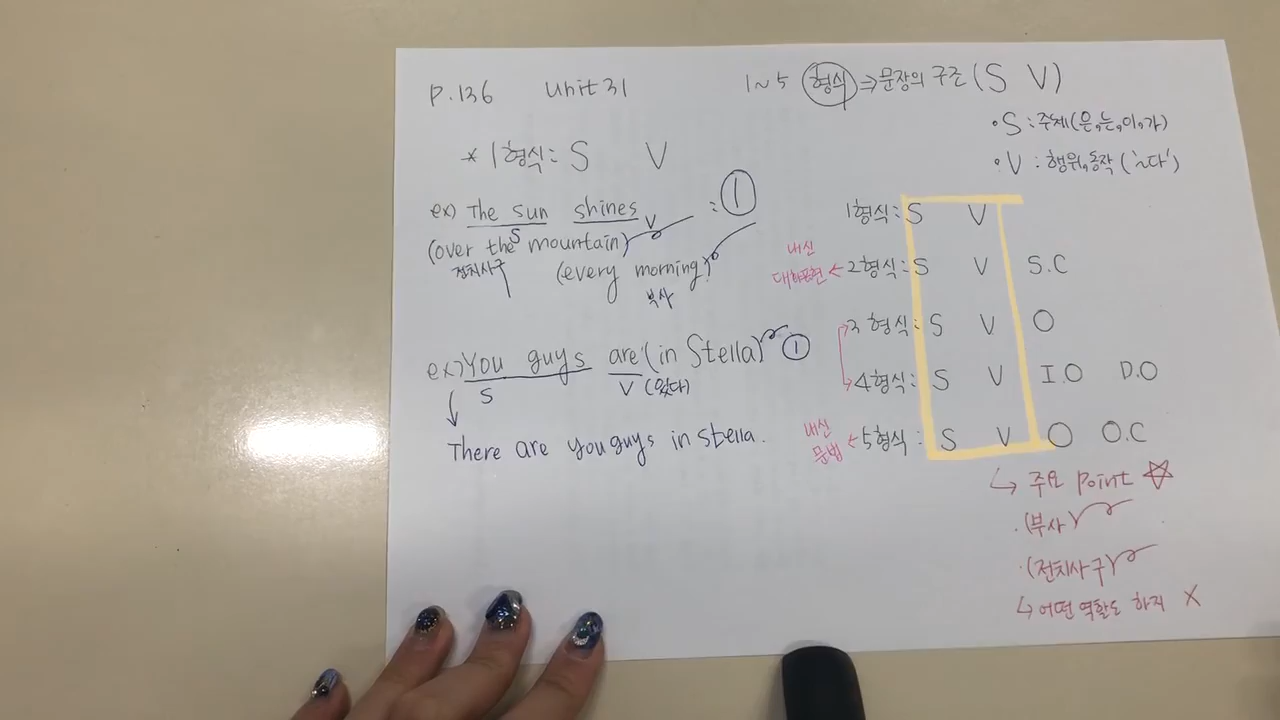 P.136 Unit 31
* 1형식: S V
ex) The sun shines : ①
S V
(over the mountain)
전치사구
(every morning)
부사
ex) You guys are (in Stella) ①
S V (있다)
There are you guys in stella.
1~5 형식 ⇒ 문장의 구조 (S V)
• S : 주체(은,는,이,가)
• V : 행위,동작 ('~다')
1형식: S V
내신
← 2형식: S V S.C
3형식: S V O
4형식: S V I.O D.O
내신
문법 ← 5형식: S V O O.C
↳ 주요 Point ☆
· (부사)
· (전치사구)
↳ 어떤 역할도 하지 X